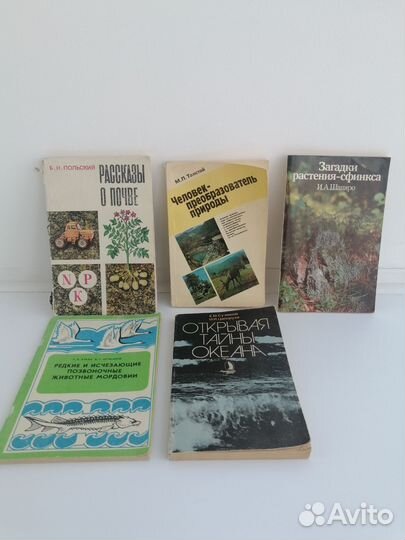 Б. Н. ПОЛЬСКИЙ
РАССКАЗЫ
О ПОЧВЕ
N P
K
М.П. Толстой
Человек-
преобразователь
природы
Загадки
растения-сфинкса
И.А.Шапиро
РЕДКИЕ И ИСЧЕЗАЮЩИЕ
ПОЗВОНОЧНЫЕ
ЖИВОТНЫЕ МОРДОВИИ
ОТКРЫВАЯ
ТАЙНЫ
ОКЕАНА
Avito